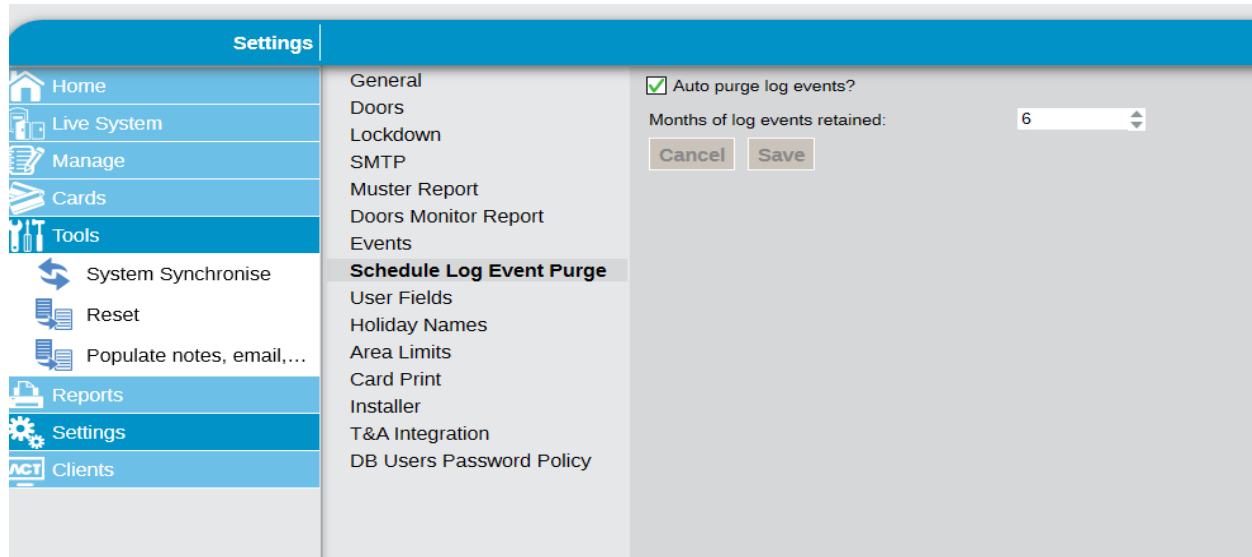 Settings
Home
Live System
Manage
Cards
Tools
System Synchronise
Reset
Populate notes, email,...
Reports
Settings
ACT Clients
General
Doors
Lockdown
SMTP
Muster Report
Doors Monitor Report
Events
Schedule Log Event Purge
User Fields
Holiday Names
Area Limits
Card Print
Installer
T&A Integration
DB Users Password Policy
Auto purge log events?
Months of log events retained: 6
Cancel Save